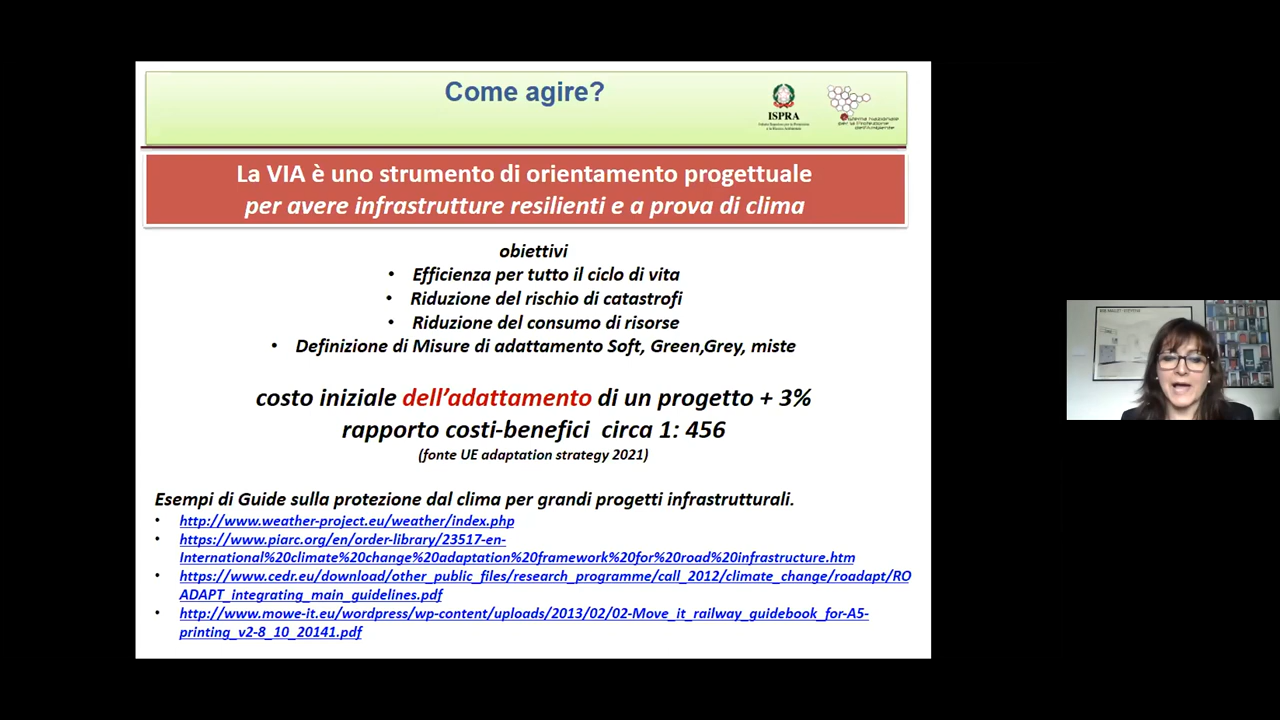 Come agire?
ISPRA
La VIA è uno strumento di orientamento progettuale
per avere infrastrutture resilienti e a prova di clima
obiettivi
• Efficienza per tutto il ciclo di vita
• Riduzione del rischio di catastrofi
• Riduzione del consumo di risorse
• Definizione di Misure di adattamento Soft, Green,Grey, miste
costo iniziale dell’adattamento di un progetto + 3%
rapporto costi-benefici circa 1: 456
(fonte UE adaptation strategy 2021)
Esempi di Guide sulla protezione dal clima per grandi progetti infrastrutturali.
• http://www.weather-project.eu/weather/index.php
• https://www.piarc.org/en/order-library/23517-en-
International%20climate%20change%20adaptation%20framework%20for%20road%20infrastructure.htm
• https://www.cedr.eu/download/other_public_files/research_programme/call_2012/climate_change/roadapt/RO
ADAPT_integrating_main_guidelines.pdf
• http://www.mowe-it.eu/wordpress/wp-content/uploads/2013/02/02-Move_it_railway_guidebook_for-A5-
printing_v2-8_10_20141.pdf